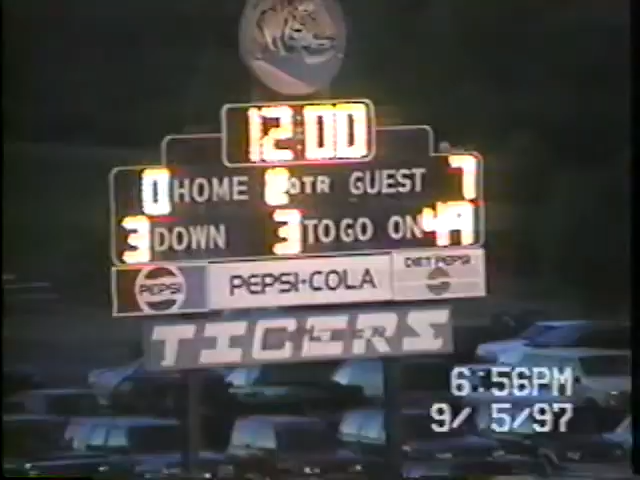 12:00
0 HOME 2 QTR GUEST 7
3 DOWN 3 TO GO ON 49
PEPSI PEPSI-COLA DIET PEPSI
TIGERS
6:56PM
9/ 5/97